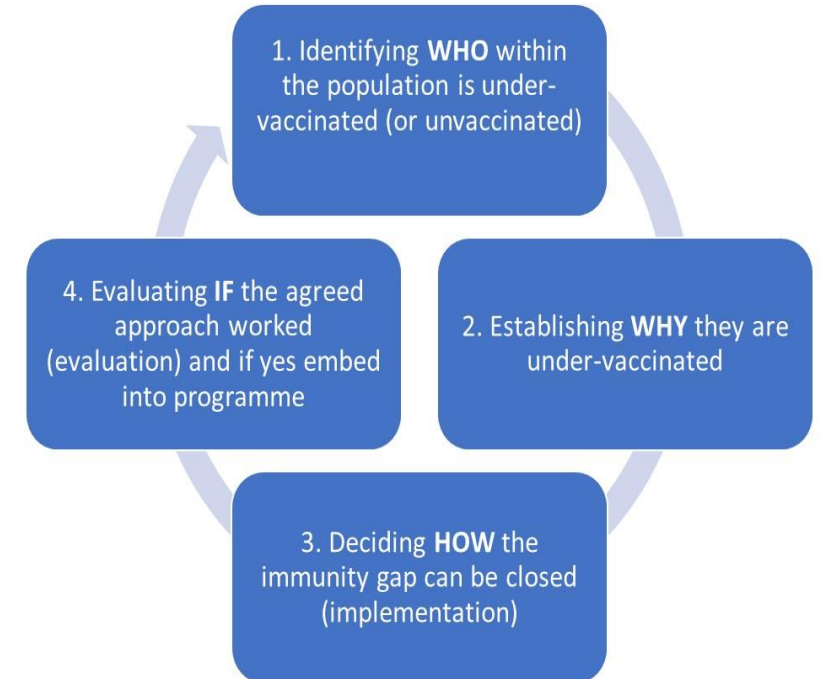 1. Identifying WHO within
the population is under-
vaccinated (or unvaccinated)
2. Establishing WHY they are
under-vaccinated
3. Deciding HOW the
immunity gap can be closed
(implementation)
4. Evaluating IF the agreed
approach worked
(evaluation) and if yes embed
into programme